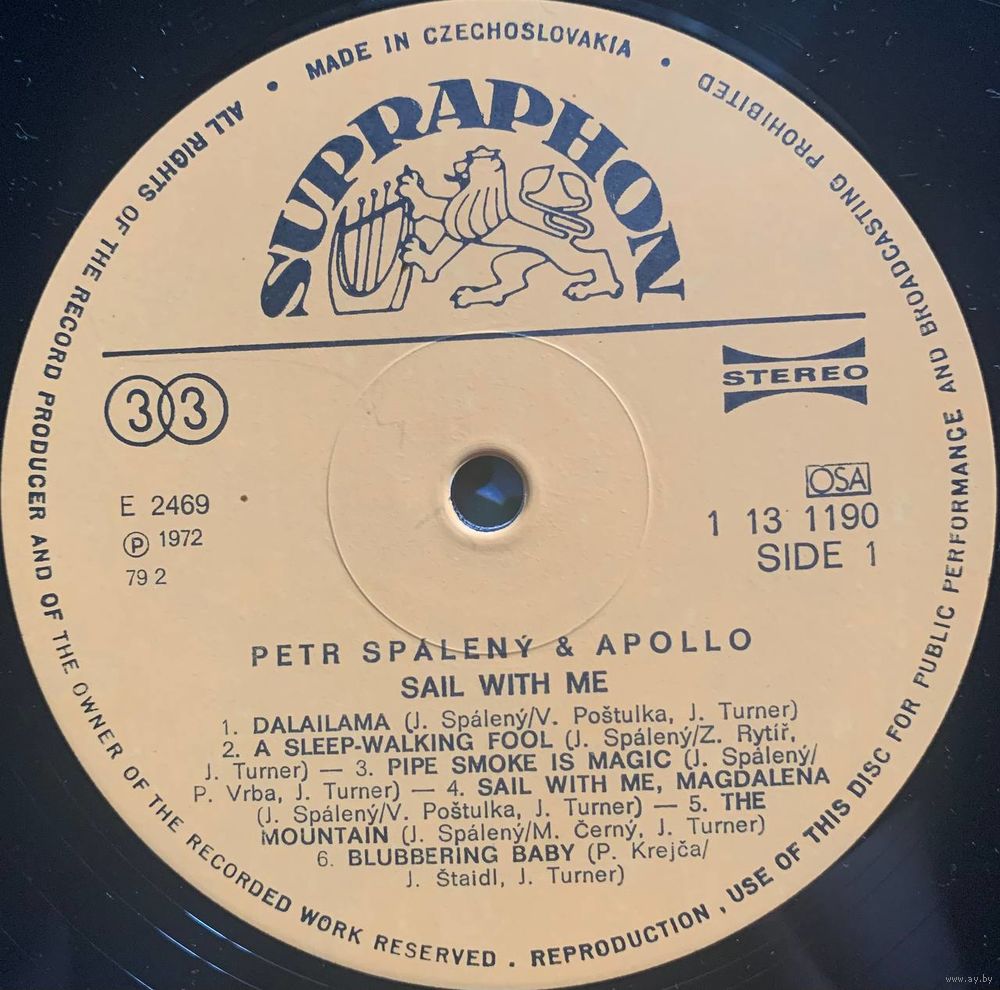 MADE IN CZECHOSLOVAKIA •
ALL RIGHTS OF THE RECORD PRODUCER AND OF THE OWNER OF THE RECORDED WORK RESERVED . REPRODUCTION , USE OF THIS DISC FOR PUBLIC PERFORMANCE AND BROADCASTING PROHIBITED •
SUPRAPHON
33
STEREO
E 2469
Ⓟ 1972
79 2
OSA
1 13 1190
SIDE 1
PETR SPÁLENÝ & APOLLO
SAIL WITH ME
1. DALAILAMA (J. Spálený/V. Poštulka, J. Turner)
2. A SLEEP-WALKING FOOL (J. Spálený/Z. Rytíř,
J. Turner) — 3. PIPE SMOKE IS MAGIC (J. Spálený/
P. Vrba, J. Turner) — 4. SAIL WITH ME, MAGDALENA
(J. Spálený/V. Poštulka, J. Turner) — 5. THE
MOUNTAIN (J. Spálený/M. Černý, J. Turner)
6. BLUBBERING BABY (P. Krejča/
J. Štaidl, J. Turner)
www.ay.by